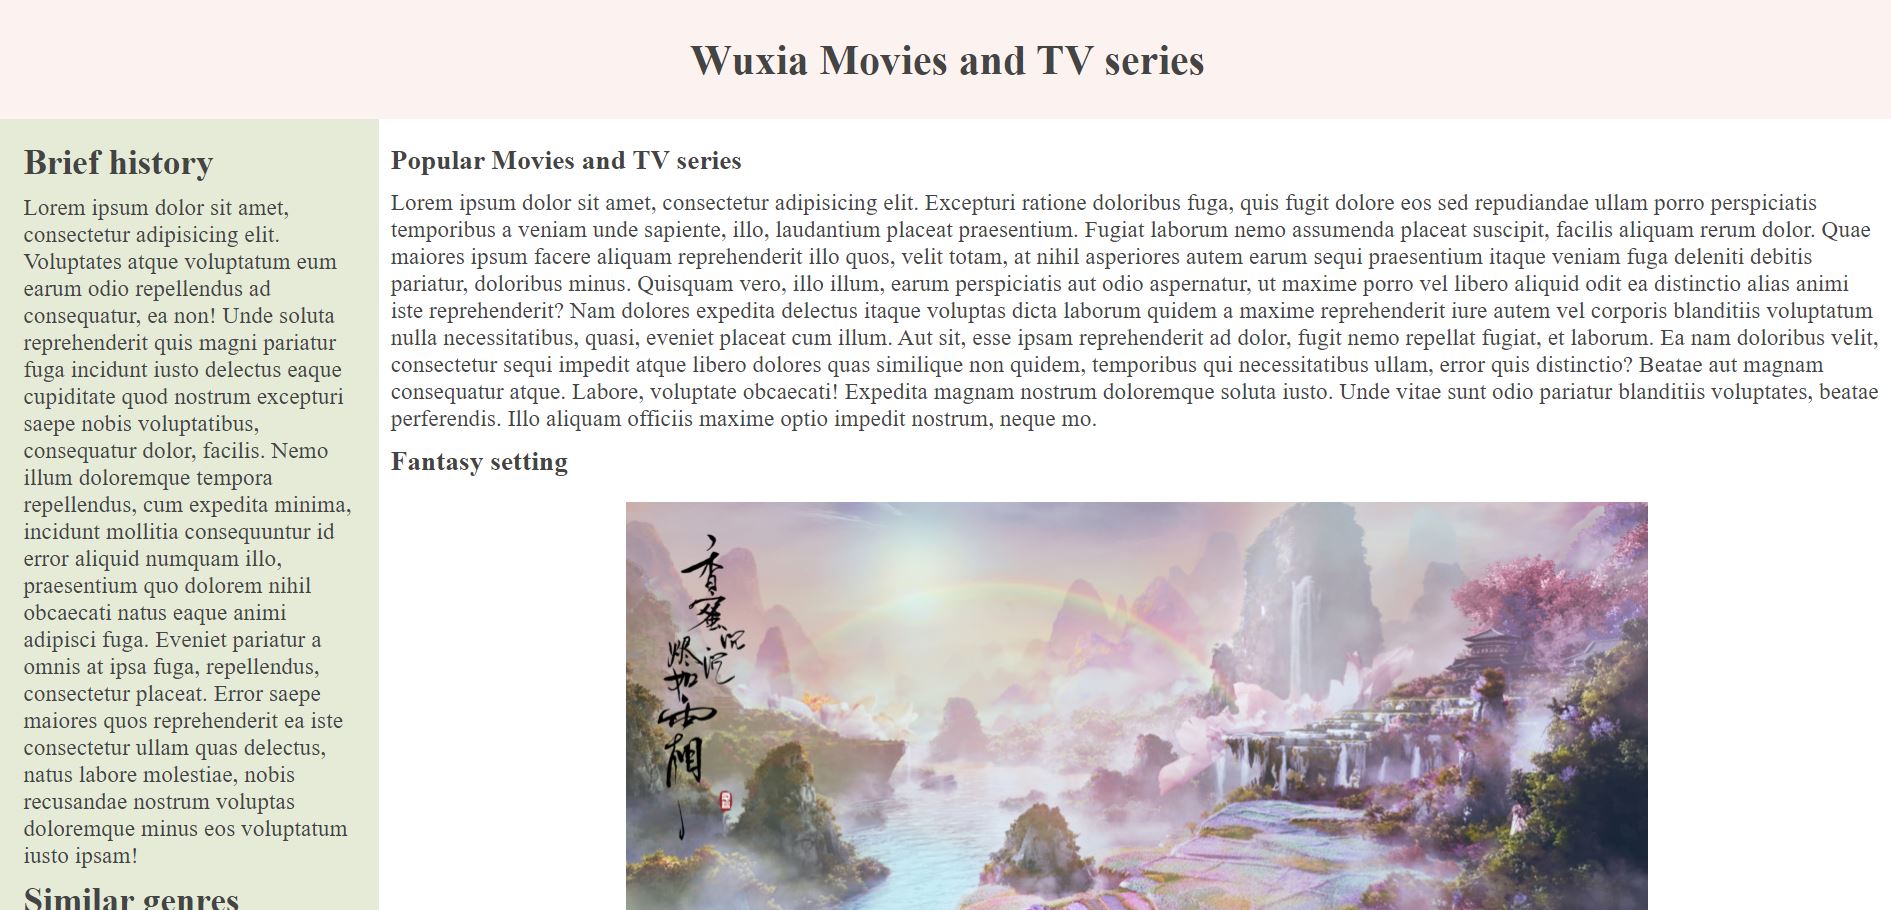 Wuxia Movies and TV series
Brief history
Lorem ipsum dolor sit amet,
consectetur adipisicing elit.
Voluptates atque voluptatum eum
earum odio repellendus ad
consequatur, ea non! Unde soluta
reprehenderit quis magni pariatur
fuga incidunt iusto delectus eaque
cupiditate quod nostrum excepturi
saepe nobis voluptatibus,
consequatur dolor, facilis. Nemo
illum doloremque tempora
repellendus, cum expedita minima,
incidunt mollitia consequuntur id
error aliquid numquam illo,
praesentium quo dolorem nihil
obcaecati natus eaque animi
adipisci fuga. Eveniet pariatur a
omnis at ipsa fuga, repellendus,
consectetur placeat. Error saepe
maiores quos reprehenderit ea iste
consectetur ullam quas delectus,
natus labore molestiae, nobis
recusandae nostrum voluptas
doloremque minus eos voluptatum
iusto ipsam!
Similar genres
Popular Movies and TV series
Lorem ipsum dolor sit amet, consectetur adipisicing elit. Excepturi ratione doloribus fuga, quis fugit dolore eos sed repudiandae ullam porro perspiciatis
temporibus a veniam unde sapiente, illo, laudantium placeat praesentium. Fugiat laborum nemo assumenda placeat suscipit, facilis aliquam rerum dolor. Quae
maiores ipsum facere aliquam reprehenderit illo quos, velit totam, at nihil asperiores autem earum sequi praesentium itaque veniam fuga deleniti debitis
pariatur, doloribus minus. Quisquam vero, illo illum, earum perspiciatis aut odio aspernatur, ut maxime porro vel libero aliquid odit ea distinctio alias animi
iste reprehenderit? Nam dolores expedita delectus itaque voluptas dicta laborum quidem a maxime reprehenderit iure autem vel corporis blanditiis voluptatum
nulla necessitatibus, quasi, eveniet placeat cum illum. Aut sit, esse ipsam reprehenderit ad dolor, fugit nemo repellat fugiat, et laborum. Ea nam doloribus velit,
consectetur sequi impedit atque libero dolores quas similique non quidem, temporibus qui necessitatibus ullam, error quis distinctio? Beatae aut magnam
consequatur atque. Labore, voluptate obcaecati! Expedita magnam nostrum doloremque soluta iusto. Unde vitae sunt odio pariatur blanditiis voluptates, beatae
perferendis. Illo aliquam officiis maxime optio impedit nostrum, neque mo.
Fantasy setting
香蜜沉沉
烬如霜